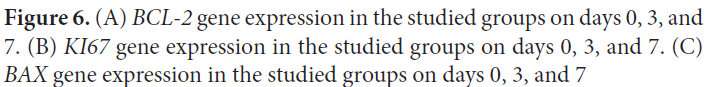 Figure 6. (A) BCL-2 gene expression in the studied groups on days 0, 3, and
7. (B) KI67 gene expression in the studied groups on days 0, 3, and 7. (C)
BAX gene expression in the studied groups on days 0, 3, and 7